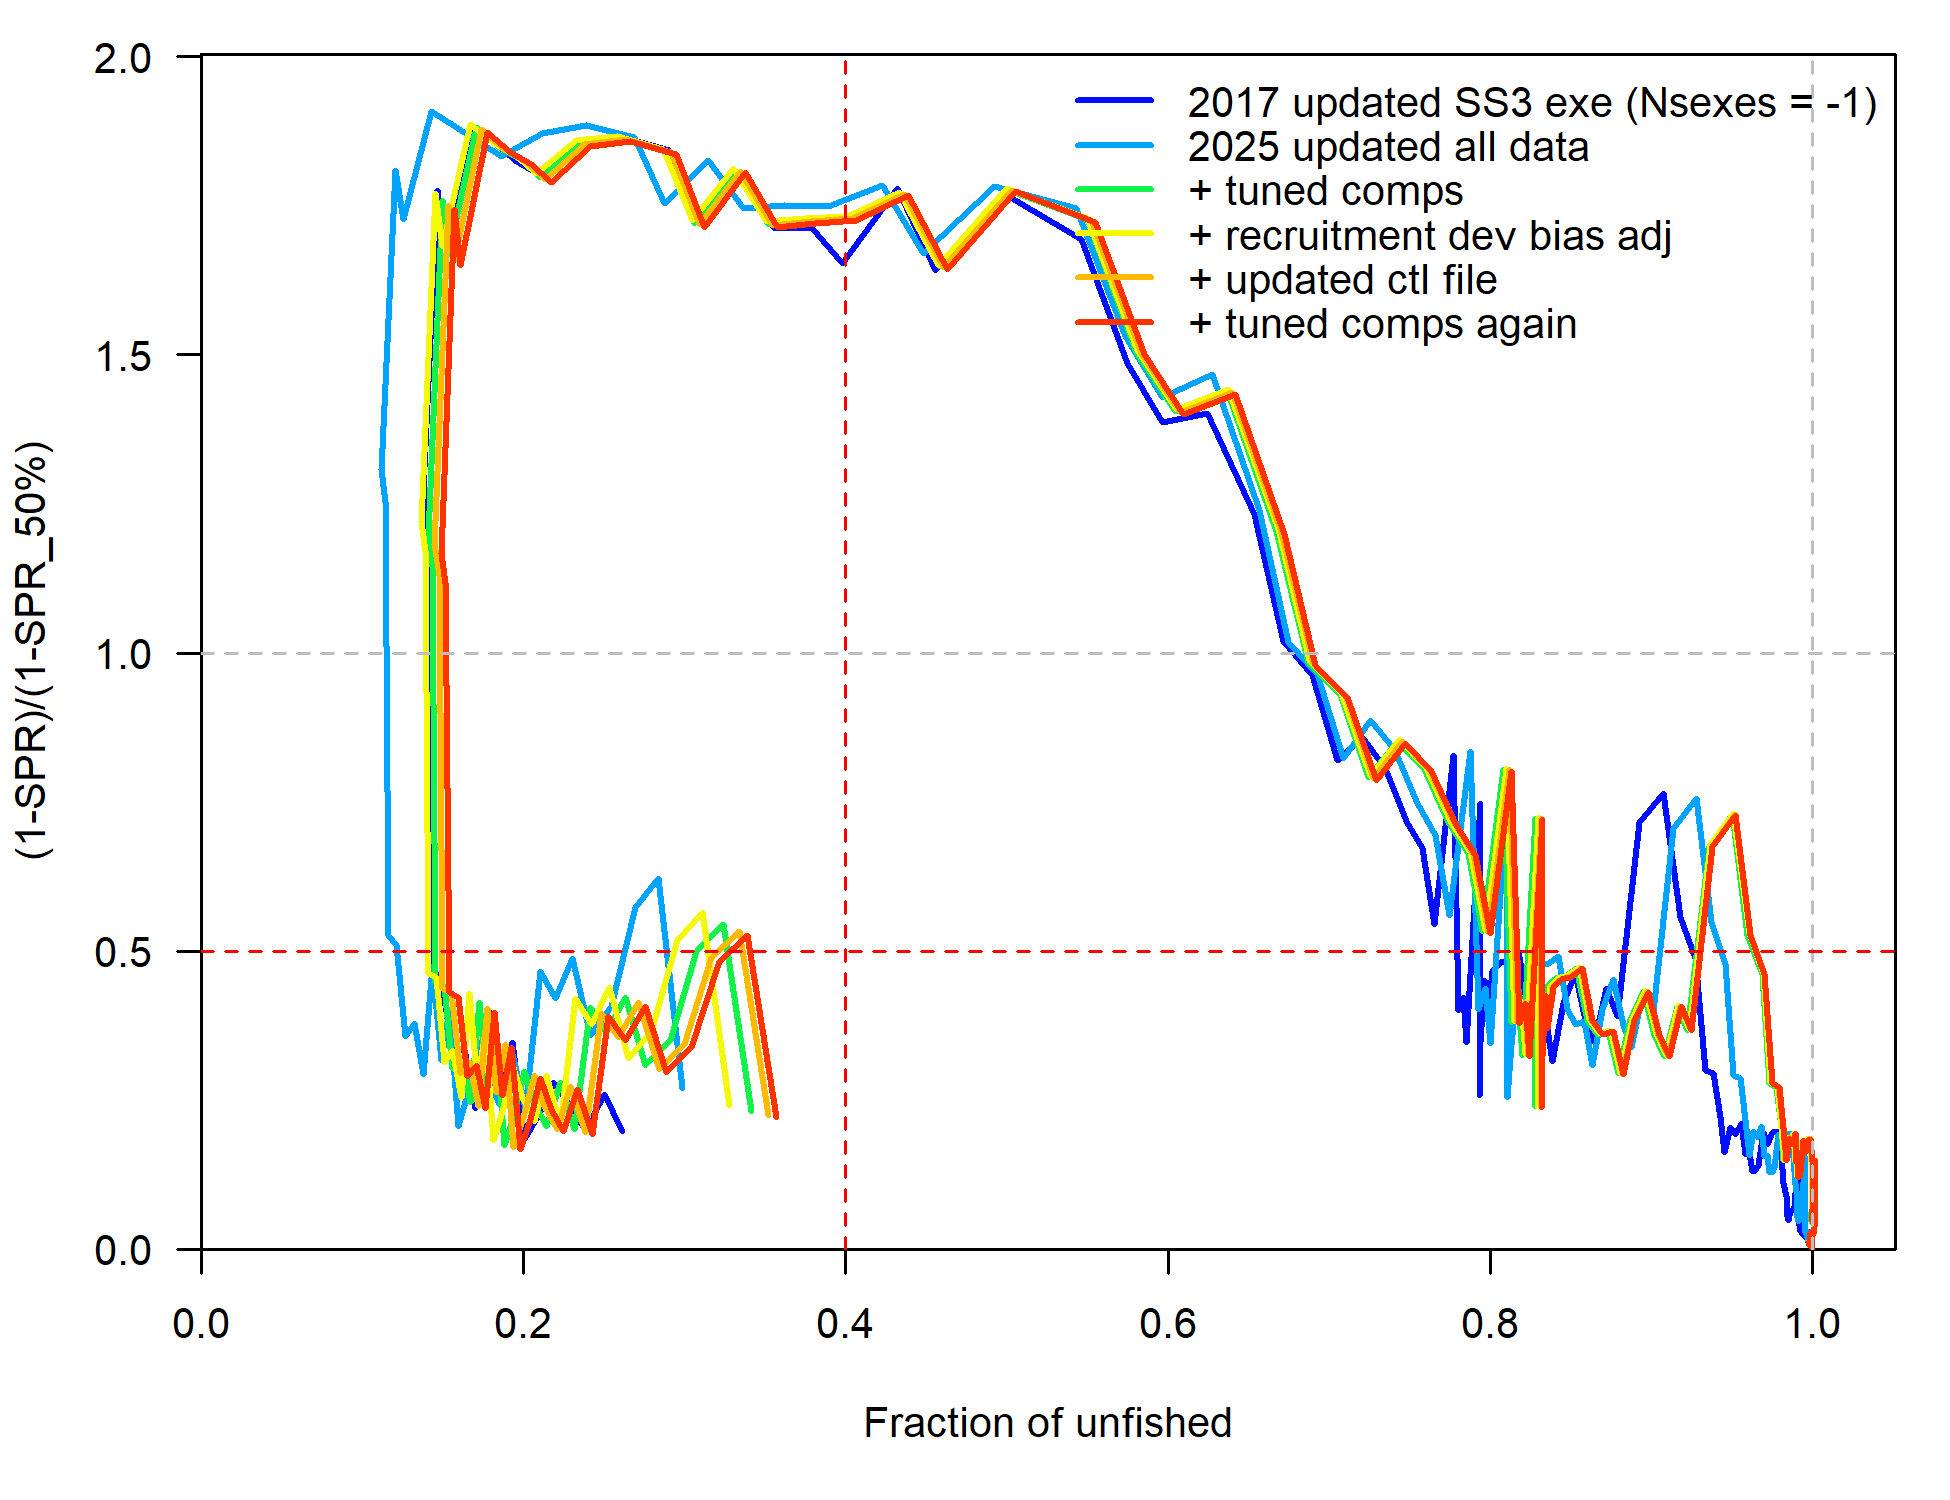 2.0
1.5
1.0
0.5
0.0
(1-SPR)/(1-SPR_50%)
2017 updated SS3 exe (Nsexes = -1)
2025 updated all data
+ tuned comps
+ recruitment dev bias adj
+ updated ctl file
+ tuned comps again
0.0 0.2 0.4 0.6 0.8 1.0
Fraction of unfished